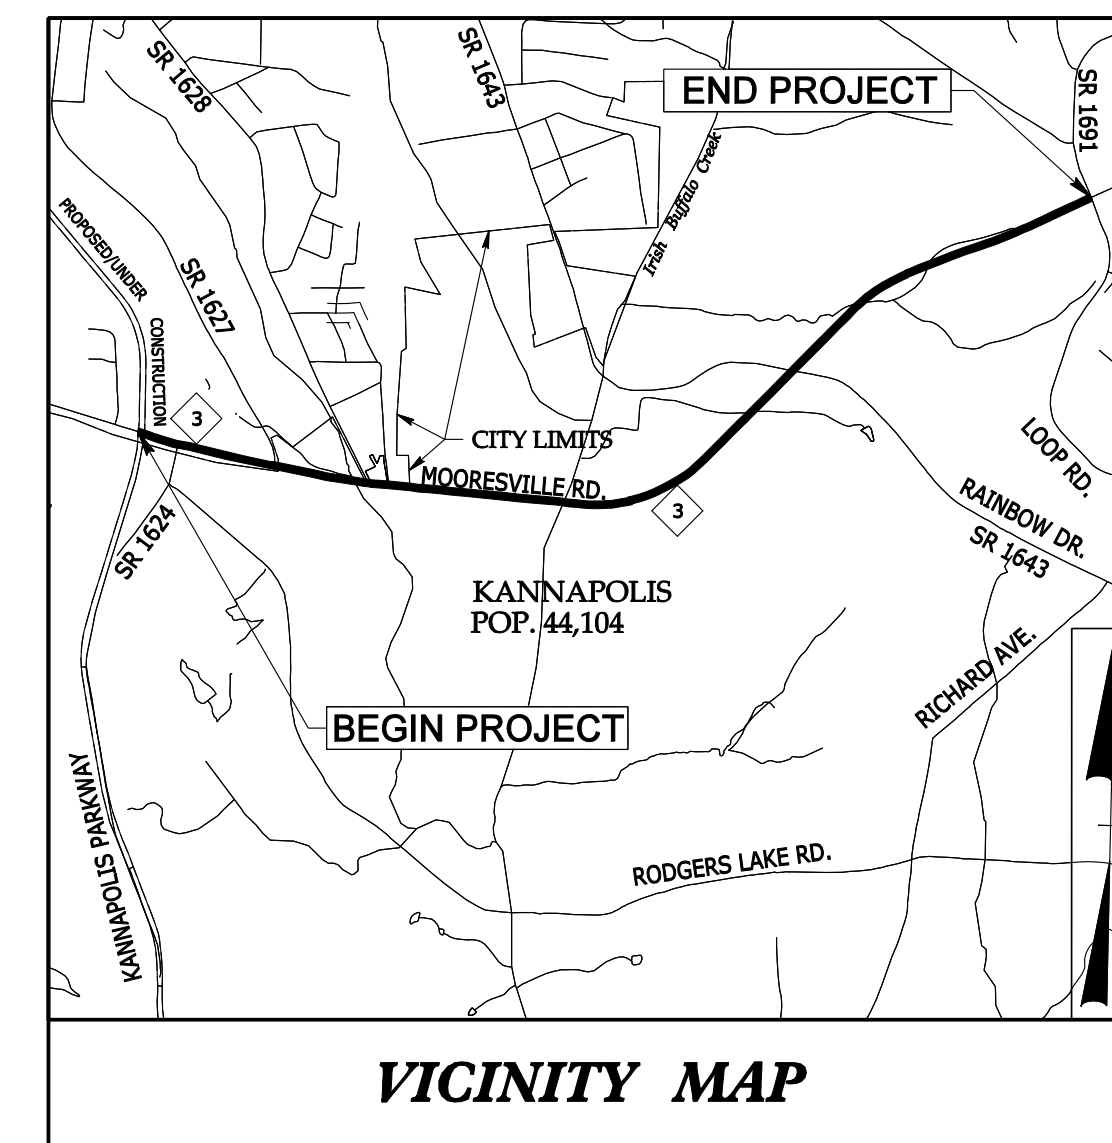 SR 1628
SR 1643
END PROJECT
SR 1691
Irish Buffalo Creek
PROPOSED/UNDER
CONSTRUCTION
SR 1627
3
CITY LIMITS
MOORESVILLE RD.
3
LOOP RD.
RAINBOW DR.
SR 1643
SR 1624
KANNAPOLIS
POP. 44,104
RICHARD AVE.
BEGIN PROJECT
KANNAPOLIS PARKWAY
RODGERS LAKE RD.
VICINITY MAP